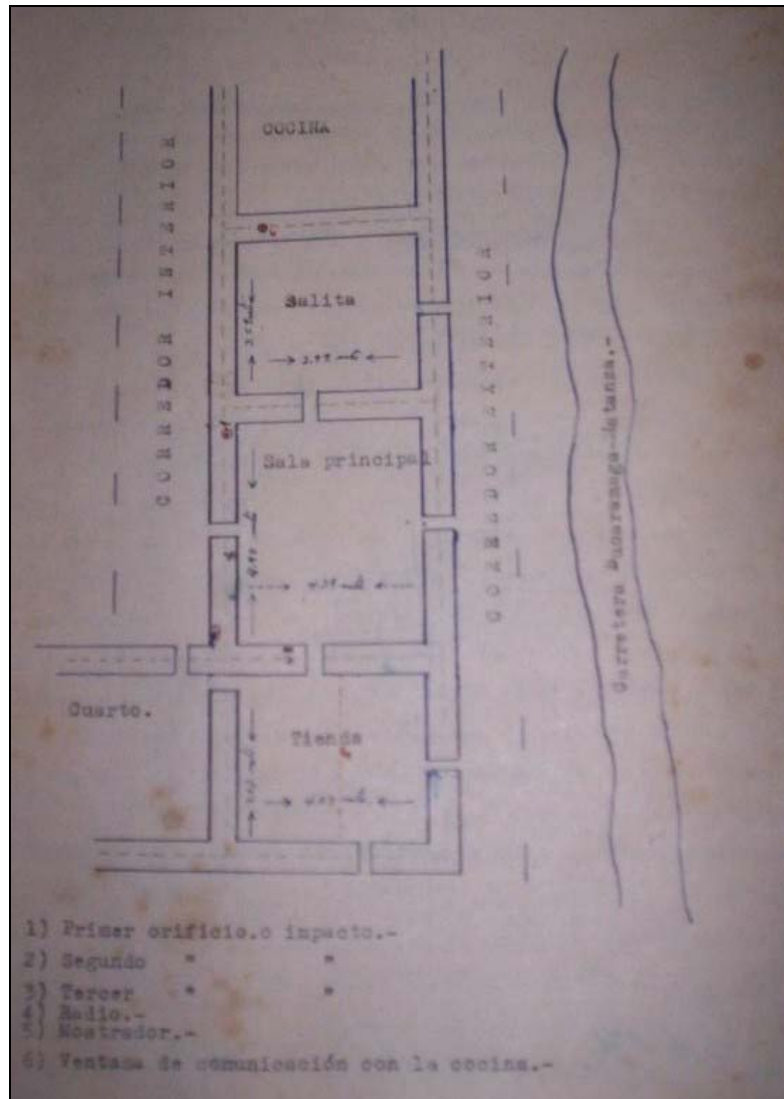 COCINA
CORREDOR INTERIOR
Salita
CORREDOR EXTERIOR
Sala principal
Carretera
Cuarto.
Tienda
1) Primer orificio.o impacto.-
2) Segundo " "
3) Tercer " "
4) Radio.-
5) Mostrador.-
6) Ventana de comunicación con la cocina.-